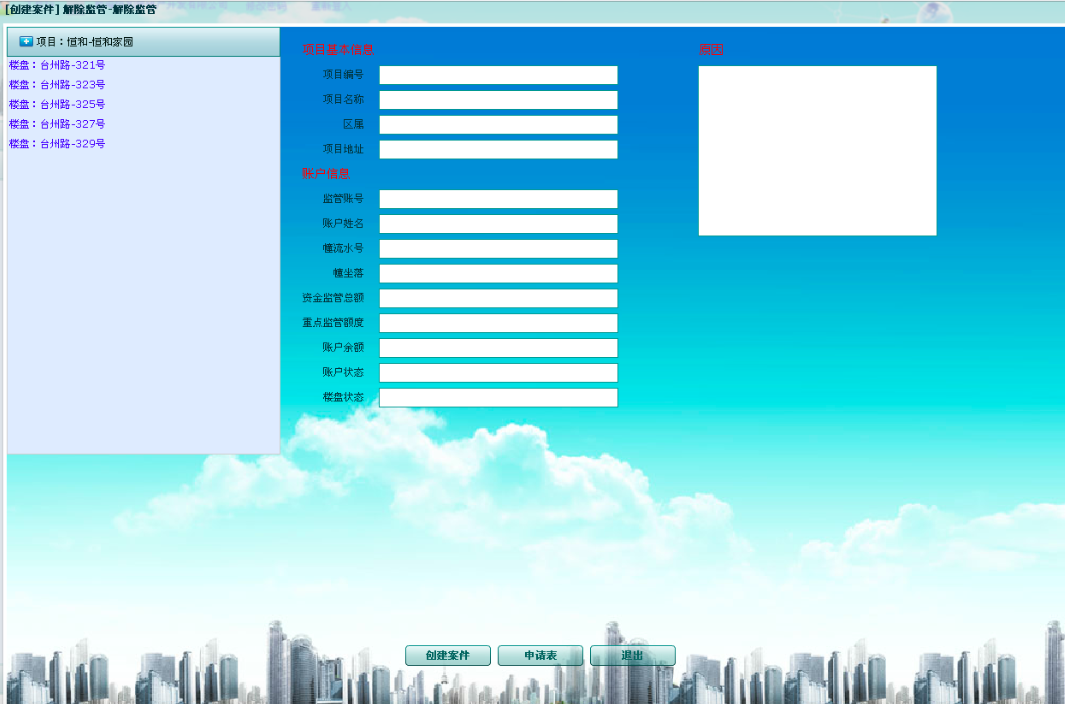 [创建案件] 解除监管-解除监管
项目：恒和-恒和家园
楼盘：台州路-321号
楼盘：台州路-323号
楼盘：台州路-325号
楼盘：台州路-327号
楼盘：台州路-329号
项目基本信息
项目编号
项目名称
区属
项目地址
账户信息
监管账号
账户姓名
幢流水号
幢坐落
资金监管总额
重点监管额度
账户余额
账户状态
楼盘状态
原因
创建案件
申请表
退出